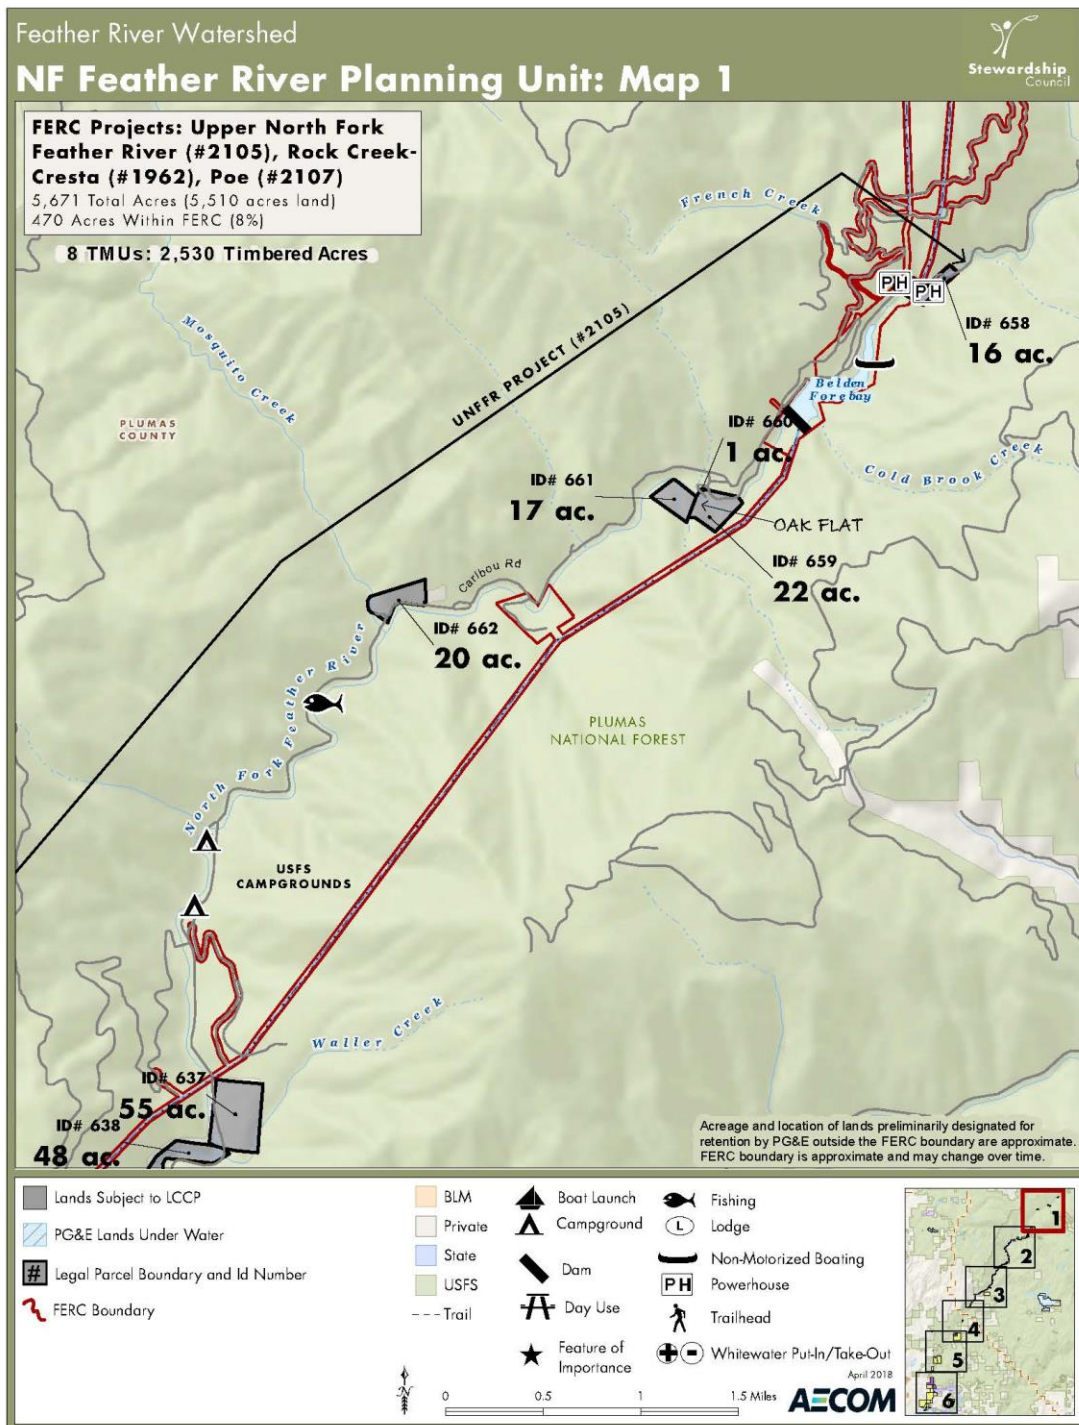 Feather River Watershed
NF Feather River Planning Unit: Map 1
Stewardship
Council
FERC Projects: Upper North Fork
Feather River (#2105), Rock Creek-
Cresta (#1962), Poe (#2107)
5,671 Total Acres (5,510 acres land)
470 Acres Within FERC (8%)
8 TMUs: 2,530 Timbered Acres
French Creek
PH
PH
ID# 658
16 ac.
Mosquito Creek
UNFFR PROJECT (#2105)
Belden
Forebay
PLUMAS
COUNTY
ID# 660
1 ac.
Cold Brook Creek
ID# 661
17 ac.
OAK FLAT
ID# 659
22 ac.
Caribou Rd
ID# 662
20 ac.
North Fork Feather River
PLUMAS
NATIONAL FOREST
USFS
CAMPGROUNDS
Waller Creek
ID# 637
55 ac.
ID# 638
48 ac.
Acreage and location of lands preliminarily designated for
retention by PG&E outside the FERC boundary are approximate.
FERC boundary is approximate and may change over time.
Lands Subject to LCCP
PG&E Lands Under Water
# Legal Parcel Boundary and Id Number
FERC Boundary
BLM
Private
State
USFS
Trail
Boat Launch
Campground
Dam
Day Use
Feature of
Importance
Fishing
L Lodge
Non-Motorized Boating
PH Powerhouse
Trailhead
Whitewater Put-In/Take-Out
April 2018
N
0 0.5 1 1.5 Miles
AECOM
1
2
3
4
5
6